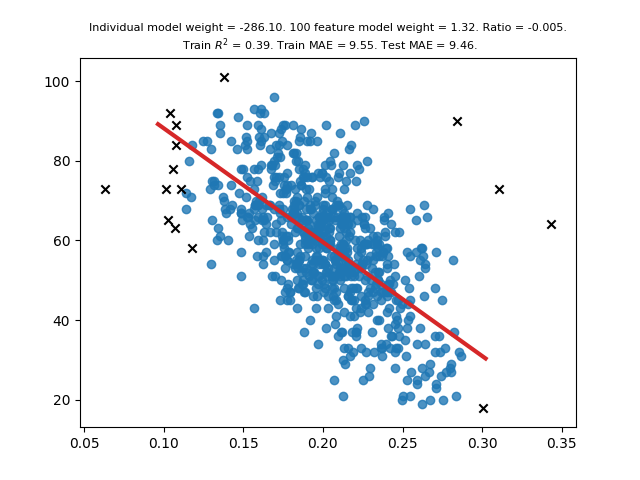 Individual model weight = -286.10. 100 feature model weight = 1.32. Ratio = -0.005.
Train R² = 0.39. Train MAE = 9.55. Test MAE = 9.46.
100
80
60
40
20
0.05 0.10 0.15 0.20 0.25 0.30 0.35